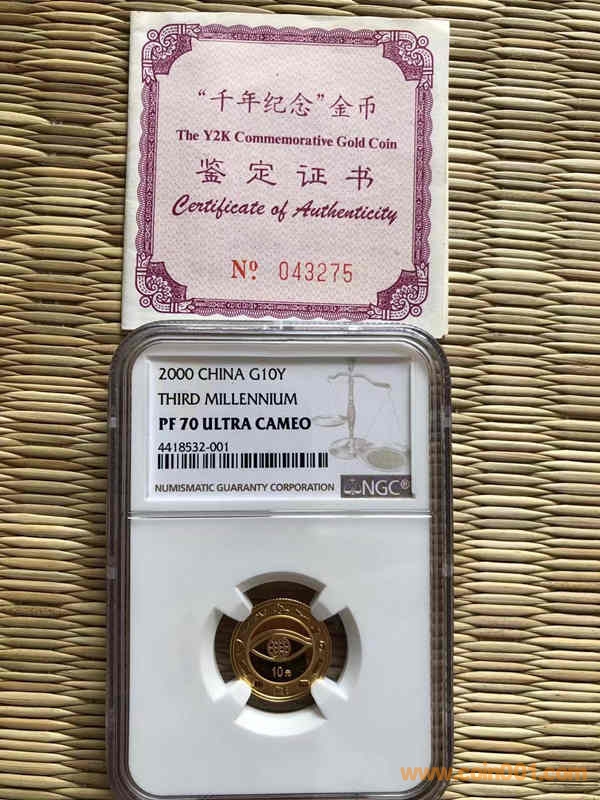 “千年纪念”金币
The Y2K Commemorative Gold Coin
鉴定证书
Certificate of Authenticity
Nº 043275
2000 CHINA G10Y
THIRD MILLENNIUM
PF 70 ULTRA CAMEO
4418532-001
NUMISMATIC GUARANTY CORPORATION
NGC®
10元
www.coin001.com